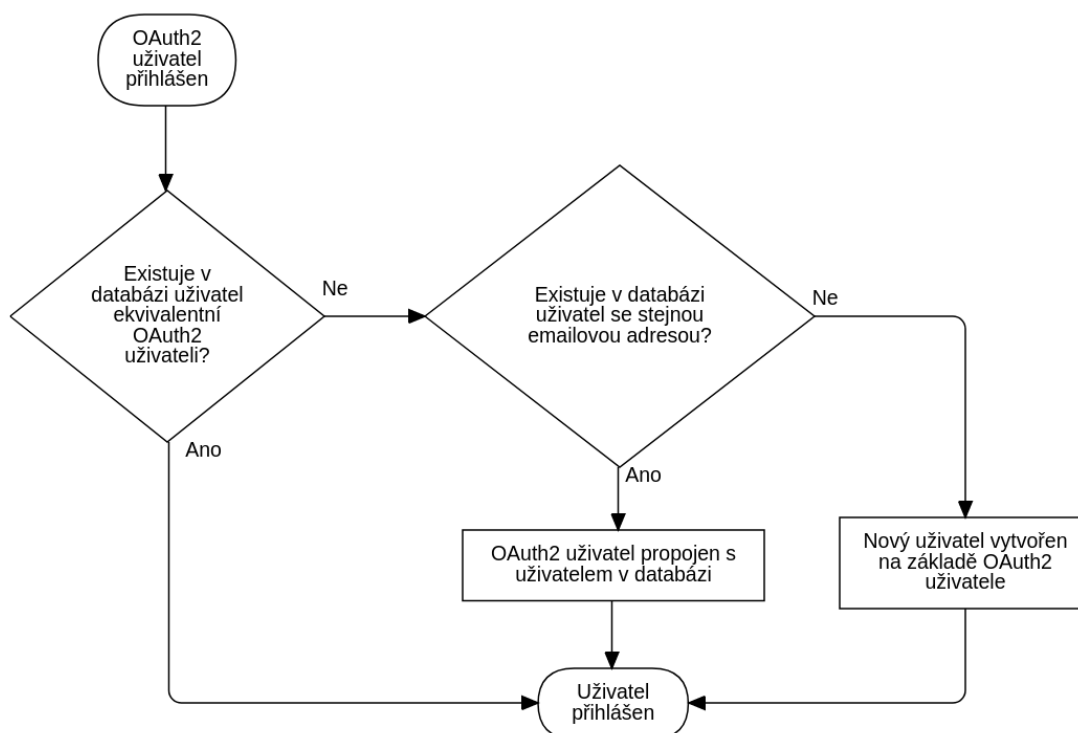 OAuth2
uživatel
přihlášen
Existuje v
databázi uživatel
ekvivalentní
OAuth2
uživateli?
Ne
Existuje v databázi
uživatel se stejnou
emailovou adresou?
Ne
Ano
Ano
OAuth2 uživatel propojen s
uživatelem v databázi
Nový uživatel vytvořen
na základě OAuth2
uživatele
Uživatel
přihlášen